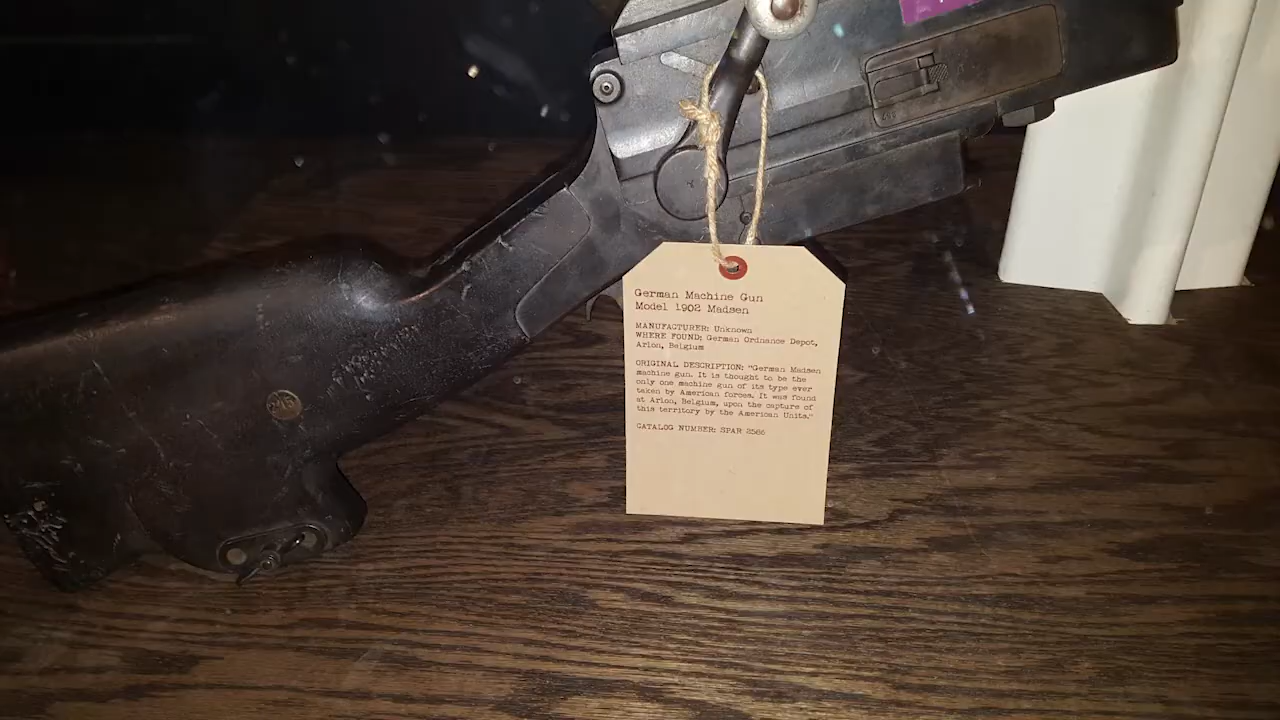 German Machine Gun
Model 1902 Madsen
MANUFACTURER: Unknown
WHERE FOUND: German Ordnance Depot,
Arlon, Belgium
ORIGINAL DESCRIPTION: "German Madsen
machine gun. It is thought to be the
only one machine gun of its type ever
taken by American forces. It was found
at Arlon, Belgium, upon the capture of
this territory by the American Units."
CATALOG NUMBER: SPAR 2586